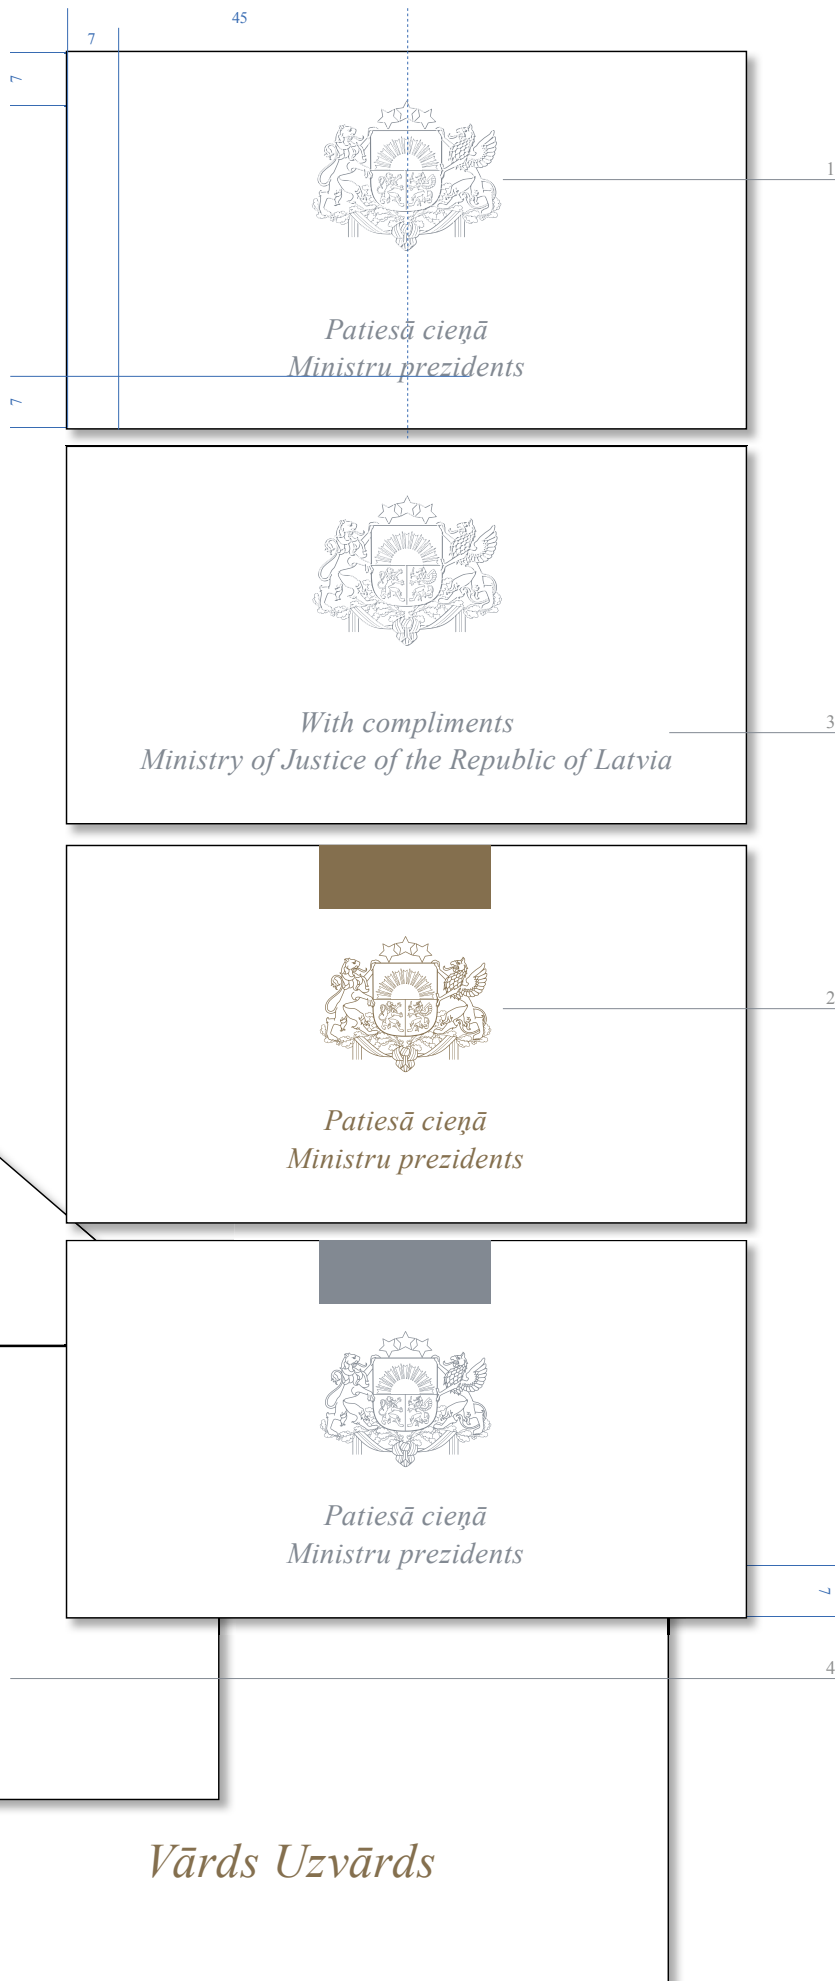 45
7
7
1
Patiesā cieņā
Ministru prezidents
7
With compliments
3
Ministry of Justice of the Republic of Latvia
2
Patiesā cieņā
Ministru prezidents
Patiesā cieņā
Ministru prezidents
7
4
Vārds Uzvārds